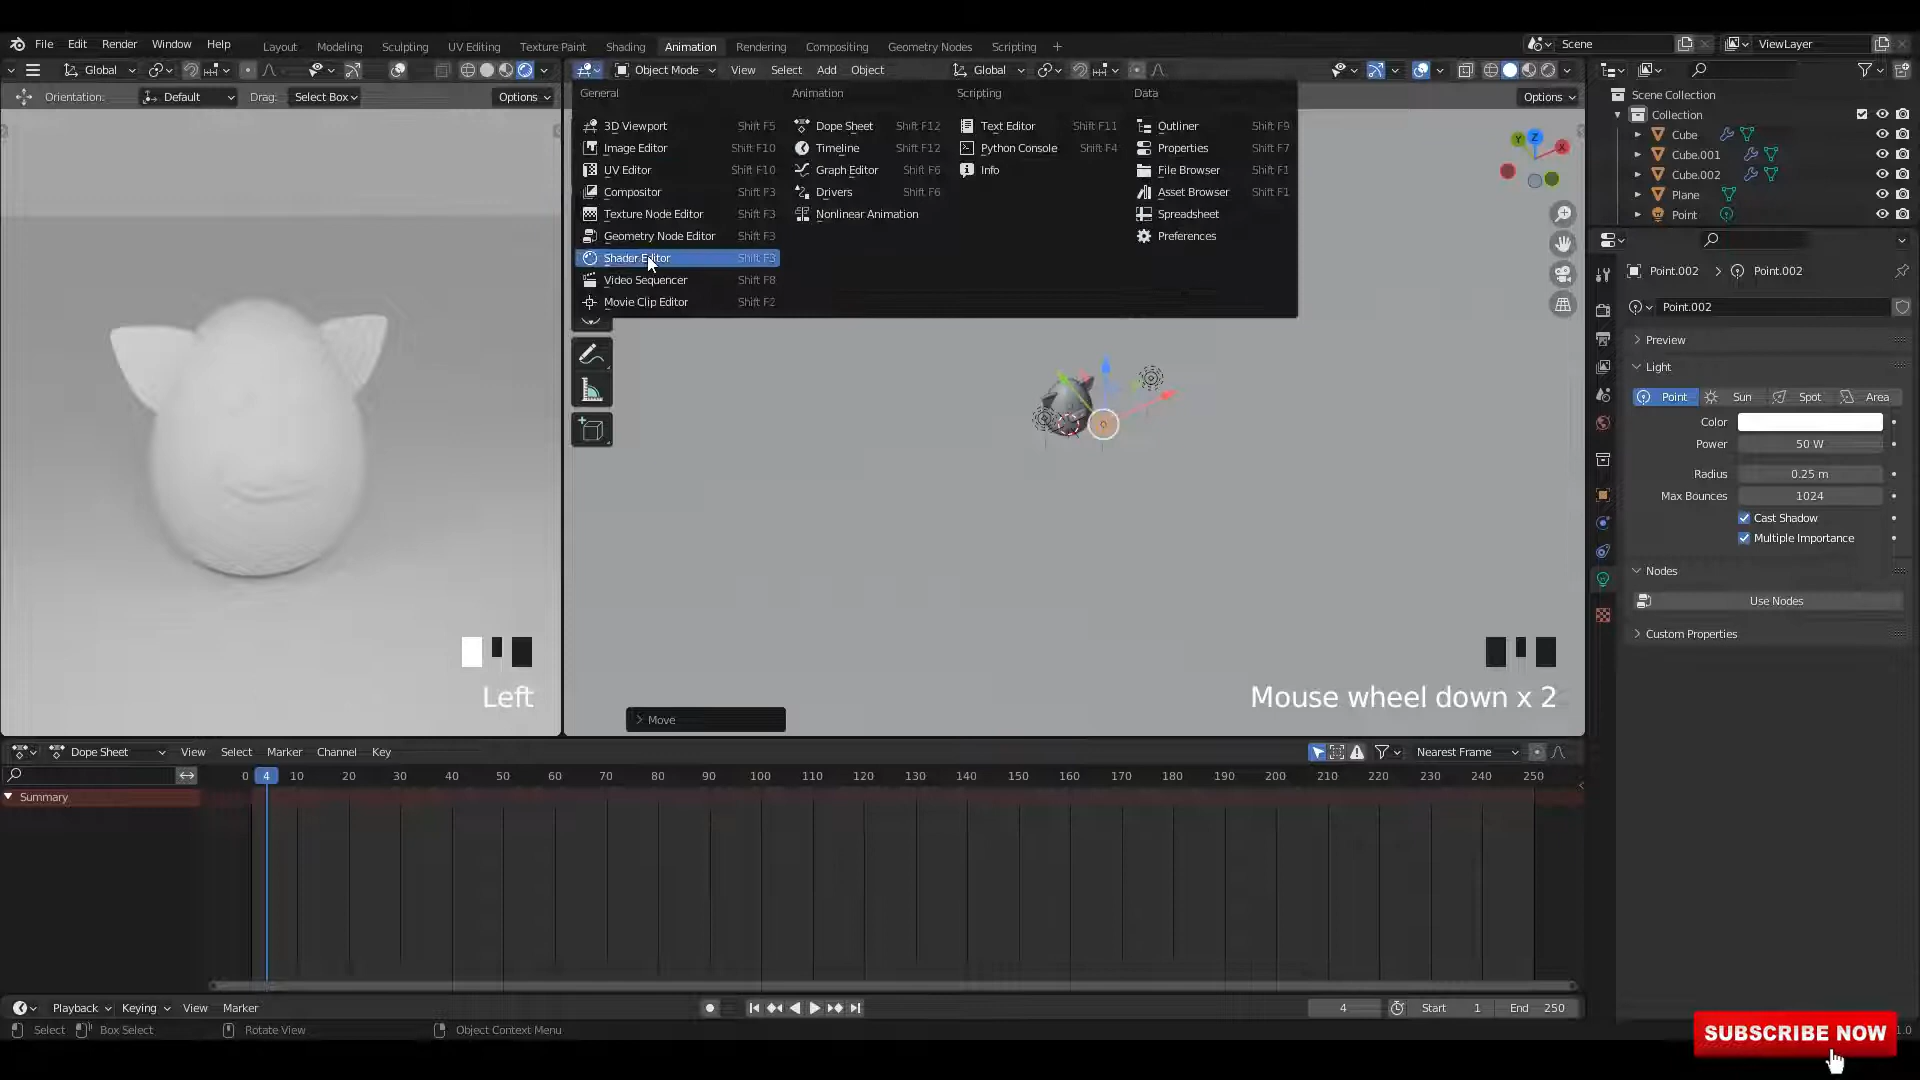 File Edit Render Window Help Layout Modeling Sculpting UV Editing Texture Paint Shading Animation Rendering Compositing Geometry Nodes Scripting + Scene ViewLayer
Global Object Mode View Select Add Object Global
Orientation: Default Drag: Select Box Options Options
General Animation Scripting Data
3D Viewport Shift F5 Dope Sheet Shift F12 Text Editor Shift F11 Outliner Shift F9
Image Editor Shift F10 Timeline Shift F12 Python Console Shift F4 Properties Shift F7
UV Editor Shift F10 Graph Editor Shift F6 Info File Browser Shift F1
Compositor Shift F3 Drivers Shift F6 Asset Browser Shift F1
Texture Node Editor Shift F3 Nonlinear Animation Spreadsheet
Geometry Node Editor Shift F3 Preferences
Shader Editor Shift F3
Video Sequencer Shift F8
Movie Clip Editor Shift F2
Y Z X
Scene Collection
Collection
Cube
Cube.001
Cube.002
Plane
Point
Point.002 > Point.002
Point.002
Preview
Light
Point Sun Spot Area
Color
Power 50 W
Radius 0.25 m
Max Bounces 1024
Cast Shadow
Multiple Importance
Nodes
Use Nodes
Custom Properties
Left
Mouse wheel down x 2
Move
Dope Sheet View Select Marker Channel Key Nearest Frame
0 4 10 20 30 40 50 60 70 80 90 100 110 120 130 140 150 160 170 180 190 200 210 220 230 240 250
Summary
Playback Keying View Marker 4 Start 1 End 250
Select Box Select Rotate View Object Context Menu 1.0
SUBSCRIBE NOW